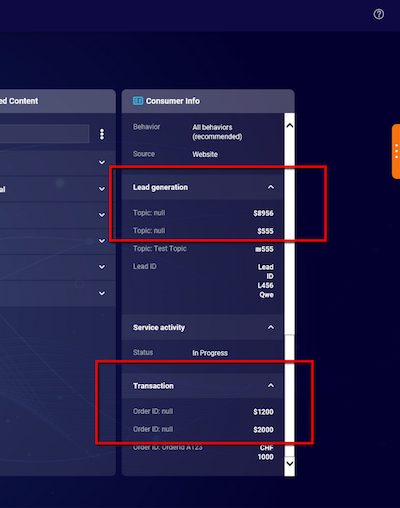 ed Content
Consumer Info
Behavior All behaviors
(recommended)
Source Website
Lead generation
Topic: null $8956
Topic: null $555
Topic: Test Topic ₪555
Lead ID Lead
ID
L456
Qwe
al
Service activity
Status In Progress
Transaction
Order ID: null $1200
Order ID: null $2000
Order ID: OrderId A123 CHF
1000